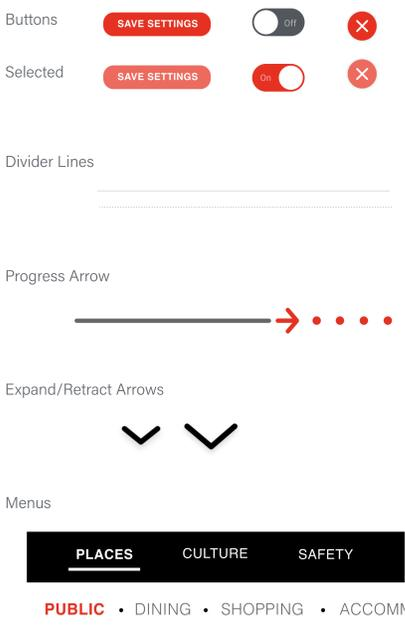 Buttons
SAVE SETTINGS
Off
Selected
SAVE SETTINGS
On
Divider Lines
Progress Arrow
Expand/Retract Arrows
Menus
PLACES CULTURE SAFETY
PUBLIC • DINING • SHOPPING • ACCOM